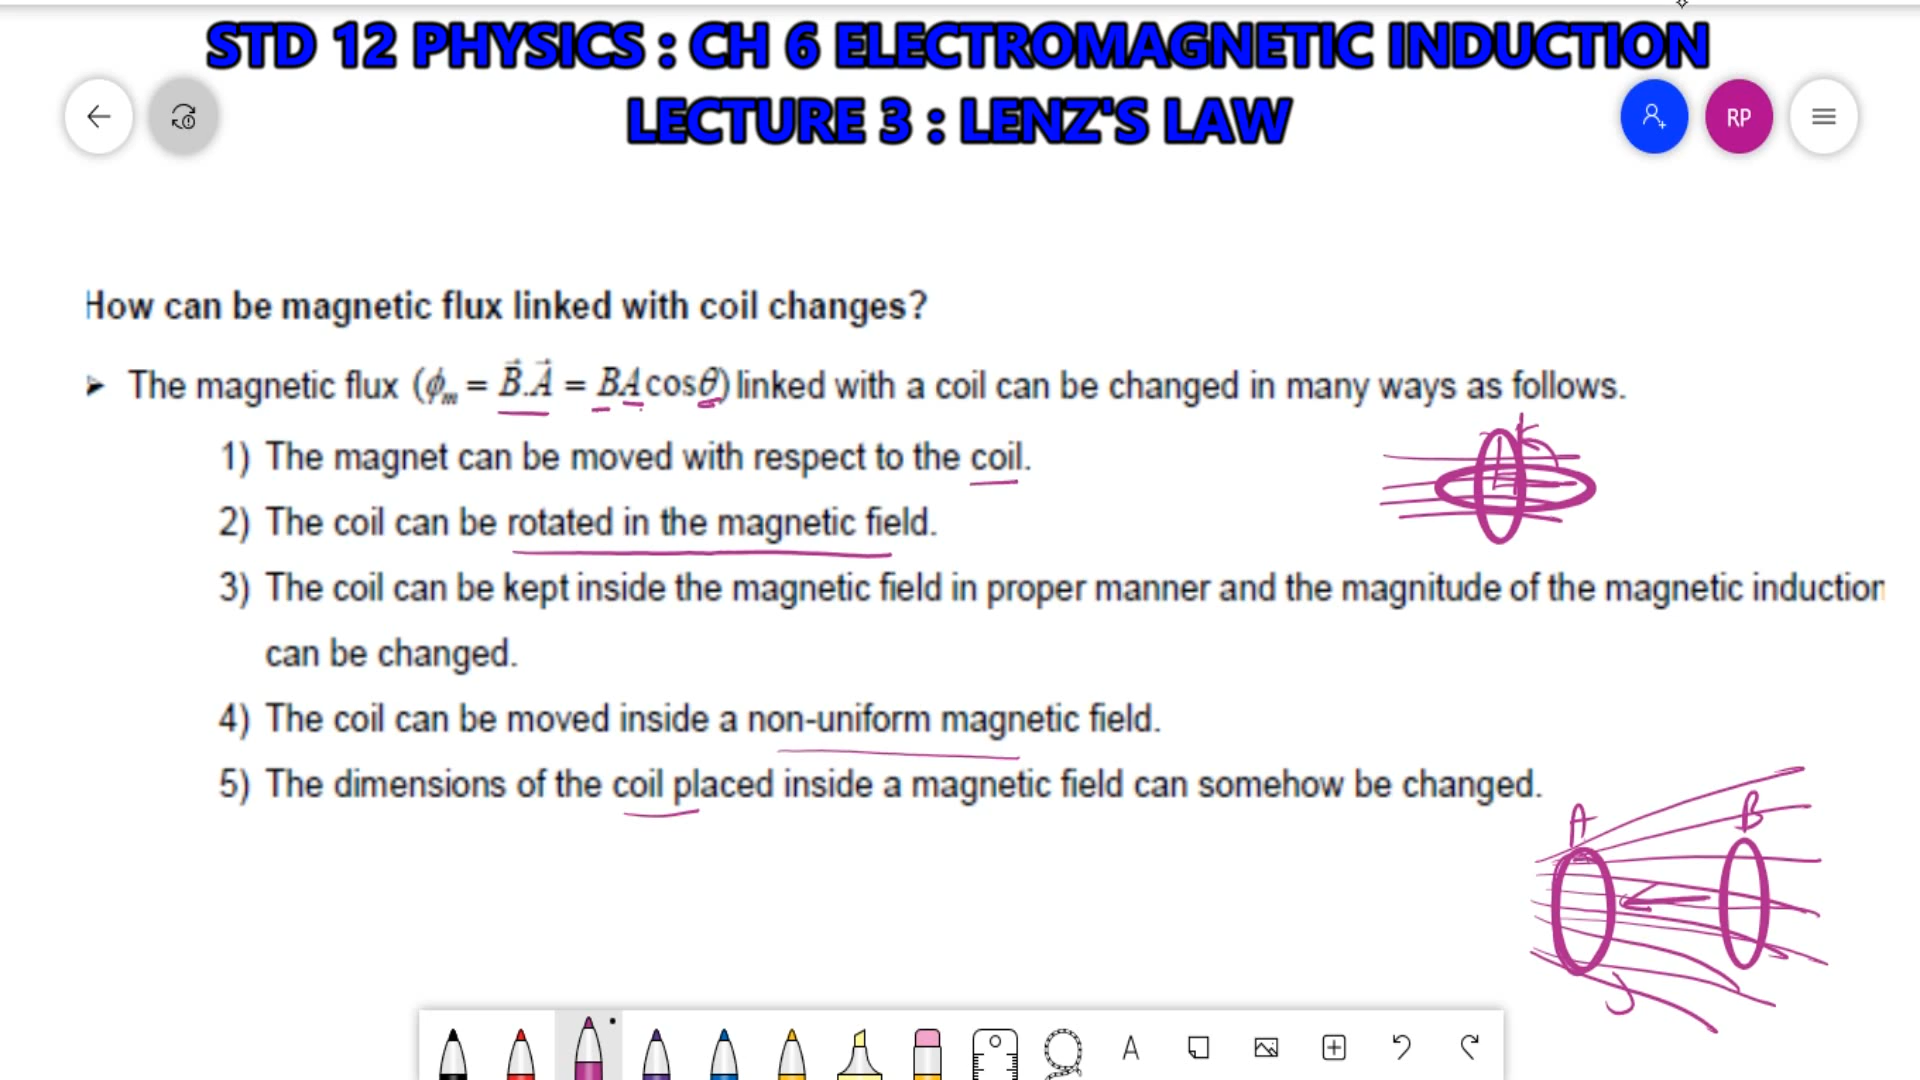 STD 12 PHYSICS : CH 6 ELECTROMAGNETIC INDUCTION
LECTURE 3 : LENZ'S LAW
RP
How can be magnetic flux linked with coil changes?
➤ The magnetic flux (ϕₘ = B⃗.A⃗ = BA cosθ) linked with a coil can be changed in many ways as follows.
1) The magnet can be moved with respect to the coil.
2) The coil can be rotated in the magnetic field.
3) The coil can be kept inside the magnetic field in proper manner and the magnitude of the magnetic induction
can be changed.
4) The coil can be moved inside a non-uniform magnetic field.
5) The dimensions of the coil placed inside a magnetic field can somehow be changed.
A B
A